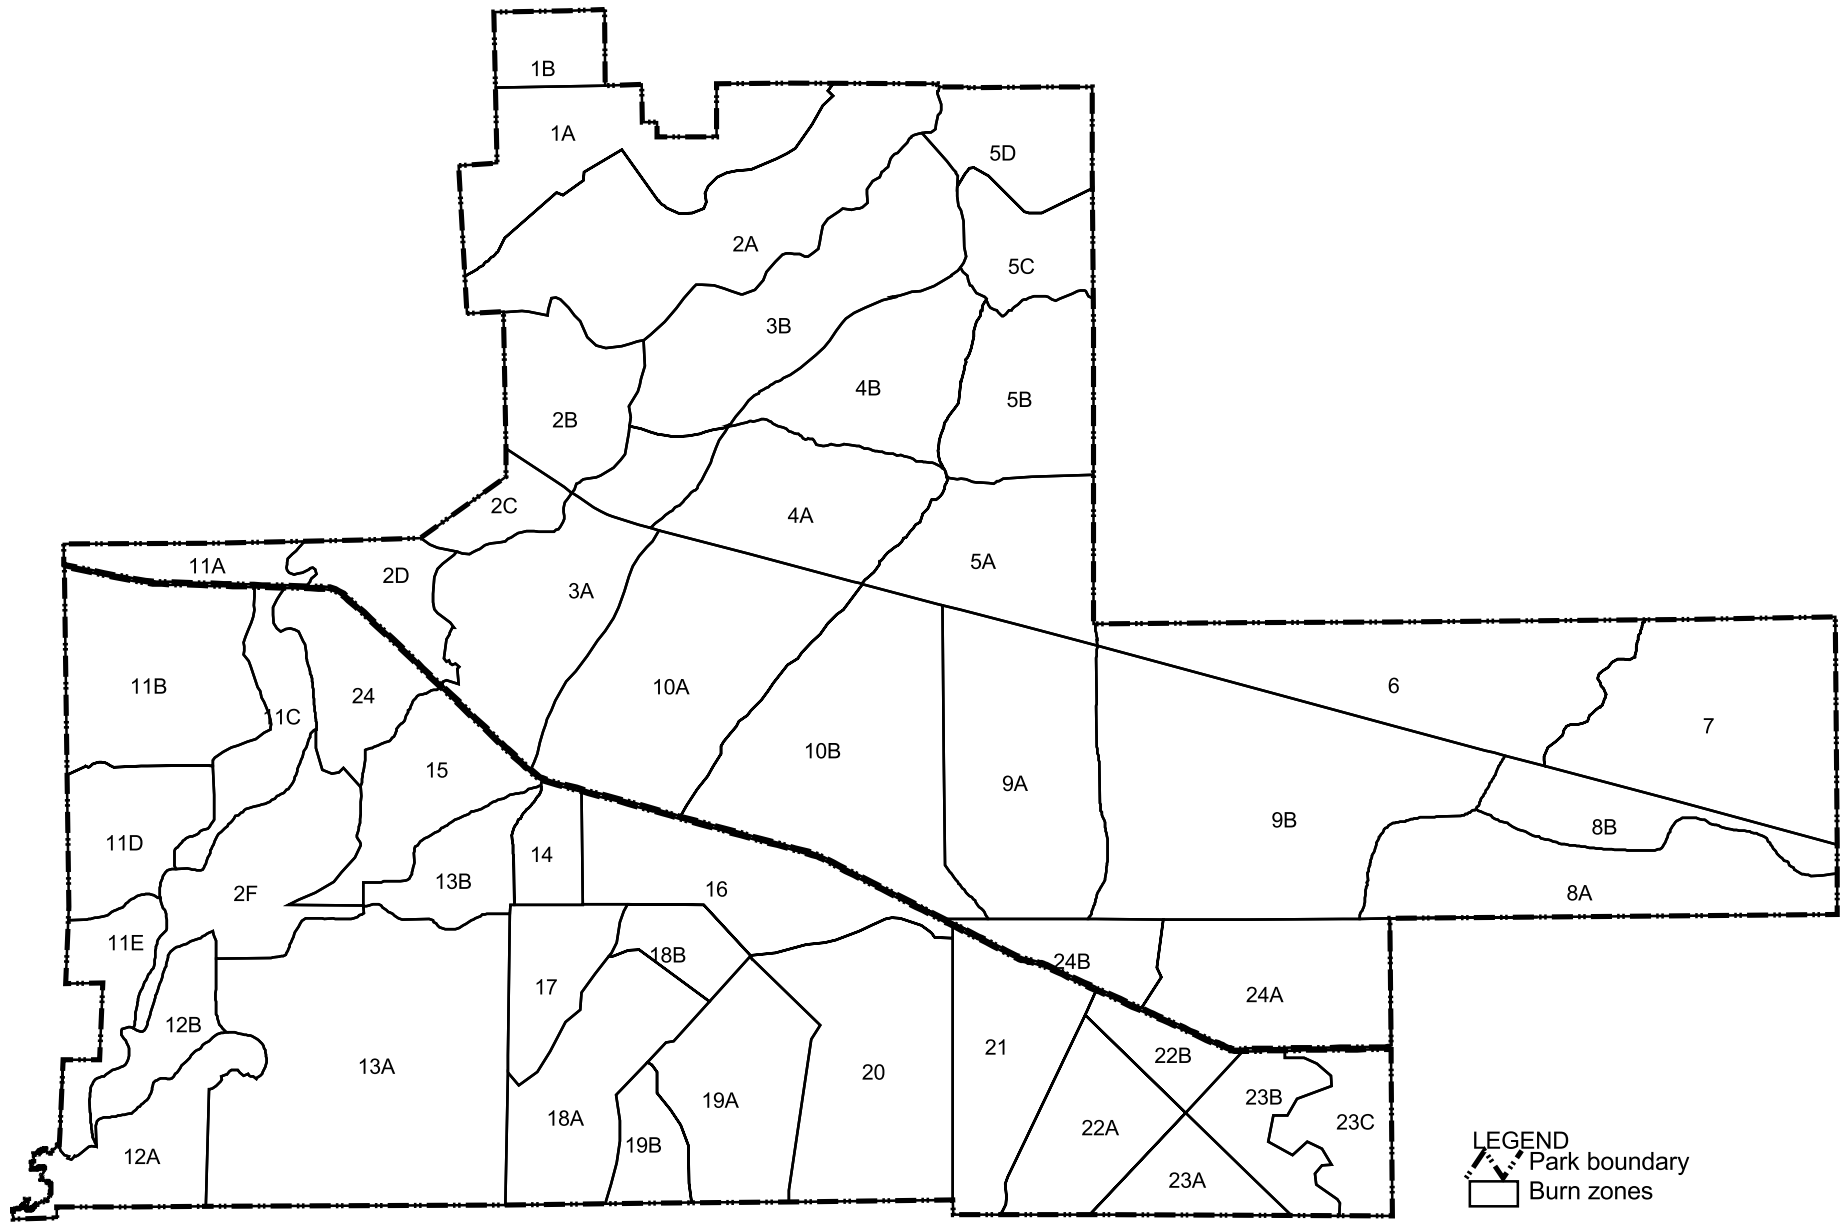 1B
1A
5D
2A
5C
3B
4B
5B
2B
2C
4A
5A
11A
2D
3A
11B
24
10A
6
11C
7
10B
15
9A
9B
8B
11D
14
13B
16
2F
8A
11E
18B
24B
17
24A
12B
21
22B
13A
20
19A
23B
18A
23C
22A
19B
12A
23A
LEGEND
Park boundary
Burn zones